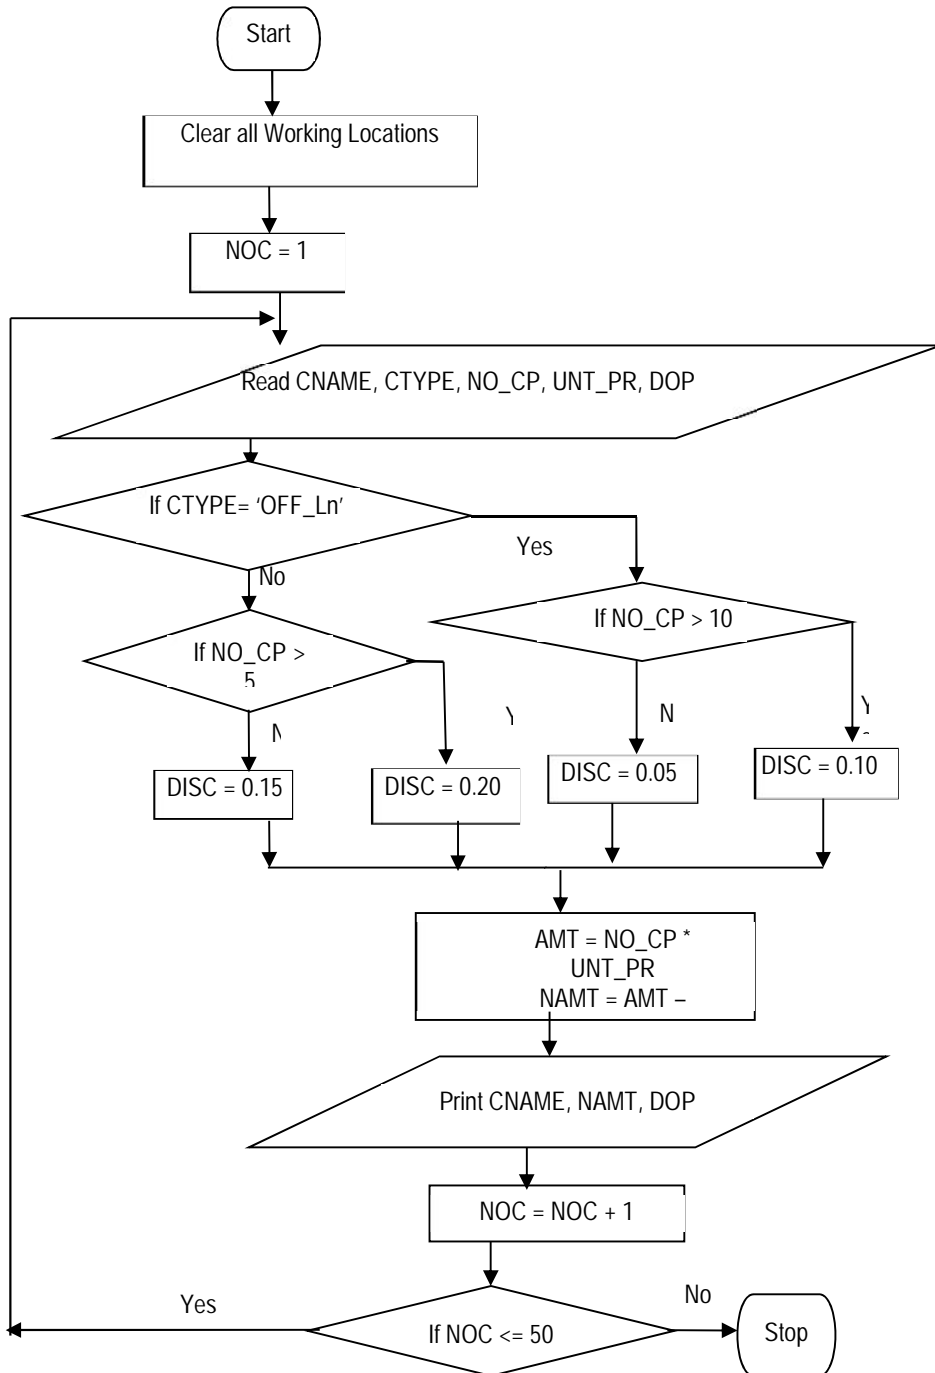 Start
Clear all Working Locations
NOC = 1
Read CNAME, CTYPE, NO_CP, UNT_PR, DOP
If CTYPE= ‘OFF_Ln’
Yes
No
If NO_CP > 10
If NO_CP >
5
N
Y
DISC = 0.15
DISC = 0.20
DISC = 0.05
DISC = 0.10
AMT = NO_CP *
UNT_PR
NAMT = AMT –
Print CNAME, NAMT, DOP
NOC = NOC + 1
Yes
No
If NOC <= 50
Stop